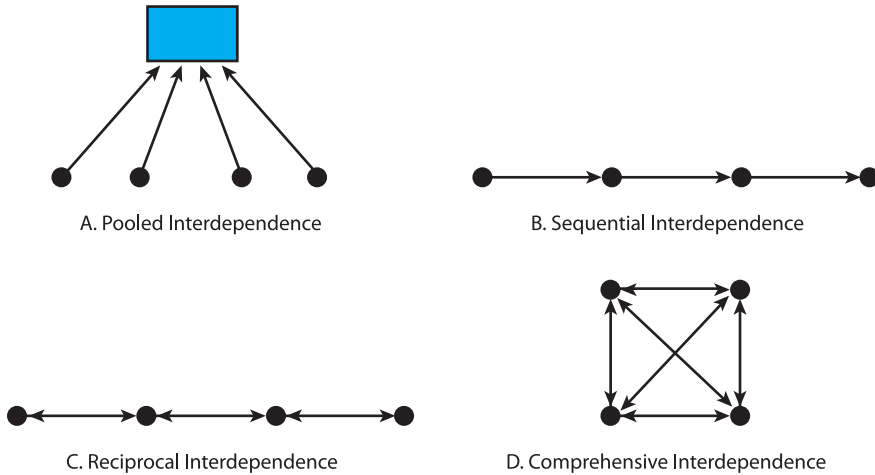 A. Pooled Interdependence
B. Sequential Interdependence
C. Reciprocal Interdependence
D. Comprehensive Interdependence